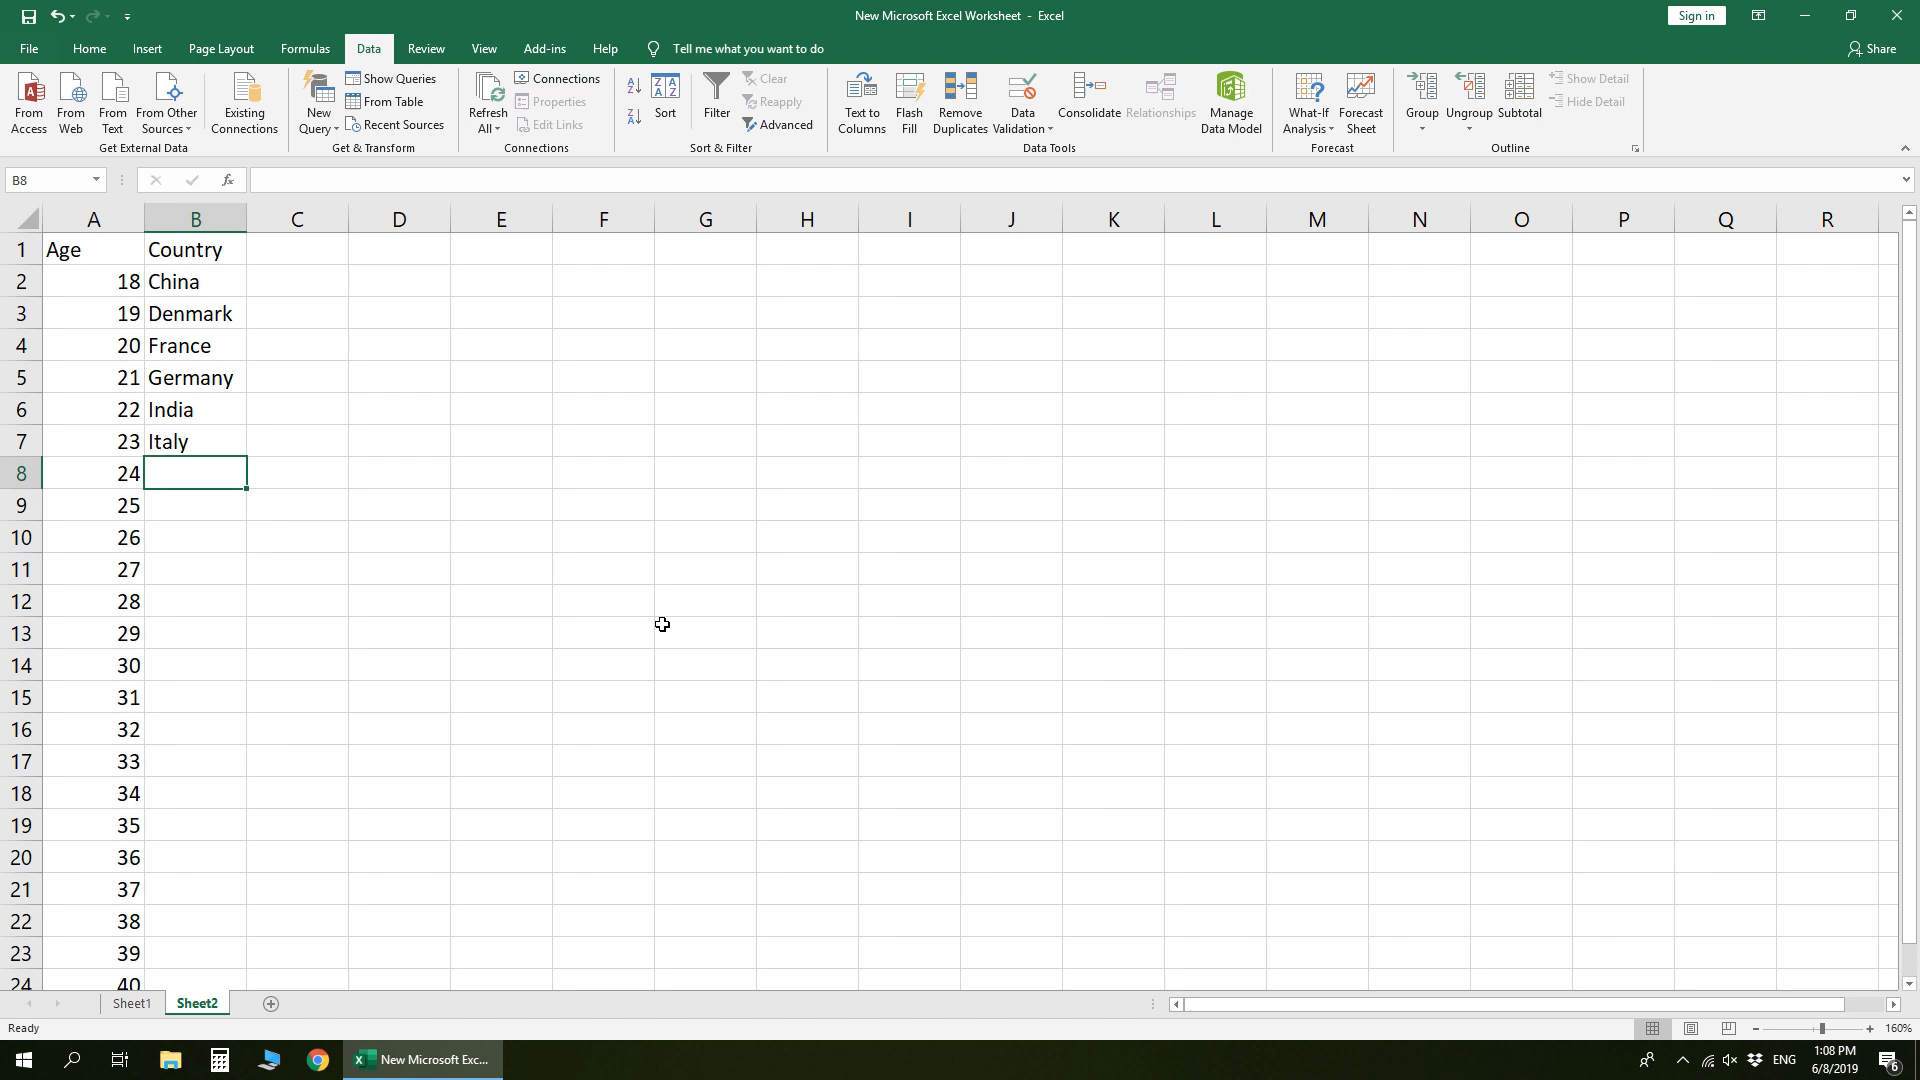 New Microsoft Excel Worksheet - Excel
Sign in
File Home Insert Page Layout Formulas Data Review View Add-ins Help Tell me what you want to do Share
From Access
From Web
From Text
From Other Sources
Existing Connections
Get External Data
New Query
Show Queries
From Table
Recent Sources
Get & Transform
Refresh All
Connections
Properties
Edit Links
Connections
Sort
Filter
Clear
Reapply
Advanced
Sort & Filter
Text to Columns
Flash Fill
Remove Duplicates
Data Validation
Consolidate
Relationships
Manage Data Model
Data Tools
What-If Analysis
Forecast Sheet
Forecast
Group
Ungroup
Subtotal
Show Detail
Hide Detail
Outline
B8 fx
A B C D E F G H I J K L M N O P Q R
1 Age Country
2 18 China
3 19 Denmark
4 20 France
5 21 Germany
6 22 India
7 23 Italy
8 24
9 25
10 26
11 27
12 28
13 29
14 30
15 31
16 32
17 33
18 34
19 35
20 36
21 37
22 38
23 39
24 40
Sheet1 Sheet2
Ready
160%
New Microsoft Exc...
ENG
1:08 PM
6/8/2019
6